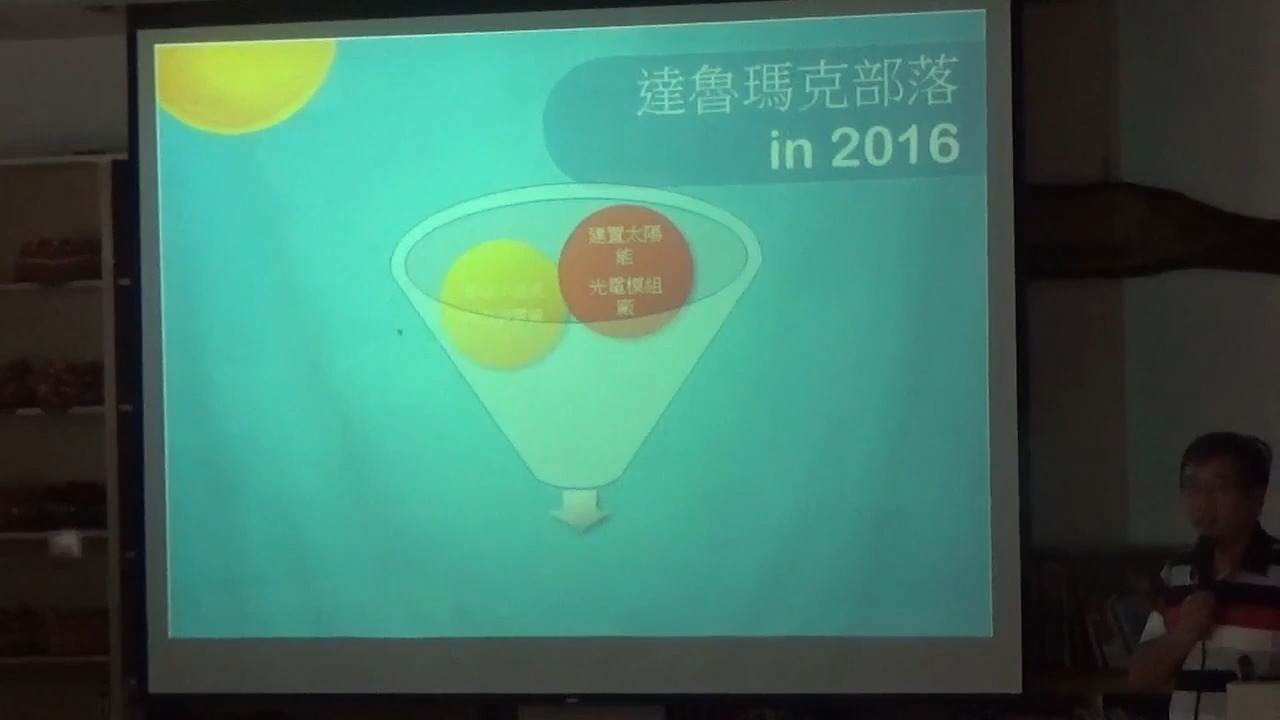 達魯瑪克部落
in 2016
建置太陽
能
光電模組
廠